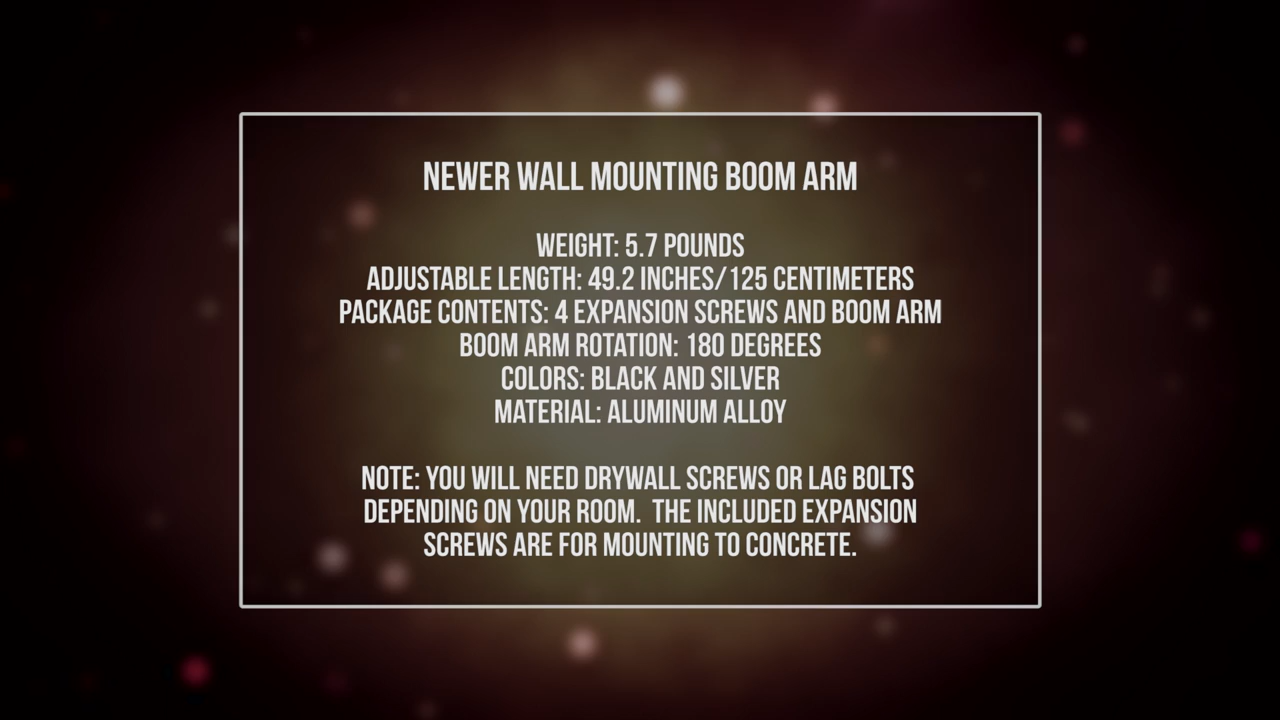 NEWER WALL MOUNTING BOOM ARM
WEIGHT: 5.7 POUNDS
ADJUSTABLE LENGTH: 49.2 INCHES/125 CENTIMETERS
PACKAGE CONTENTS: 4 EXPANSION SCREWS AND BOOM ARM
BOOM ARM ROTATION: 180 DEGREES
COLORS: BLACK AND SILVER
MATERIAL: ALUMINUM ALLOY
NOTE: YOU WILL NEED DRYWALL SCREWS OR LAG BOLTS
DEPENDING ON YOUR ROOM.  THE INCLUDED EXPANSION
SCREWS ARE FOR MOUNTING TO CONCRETE.